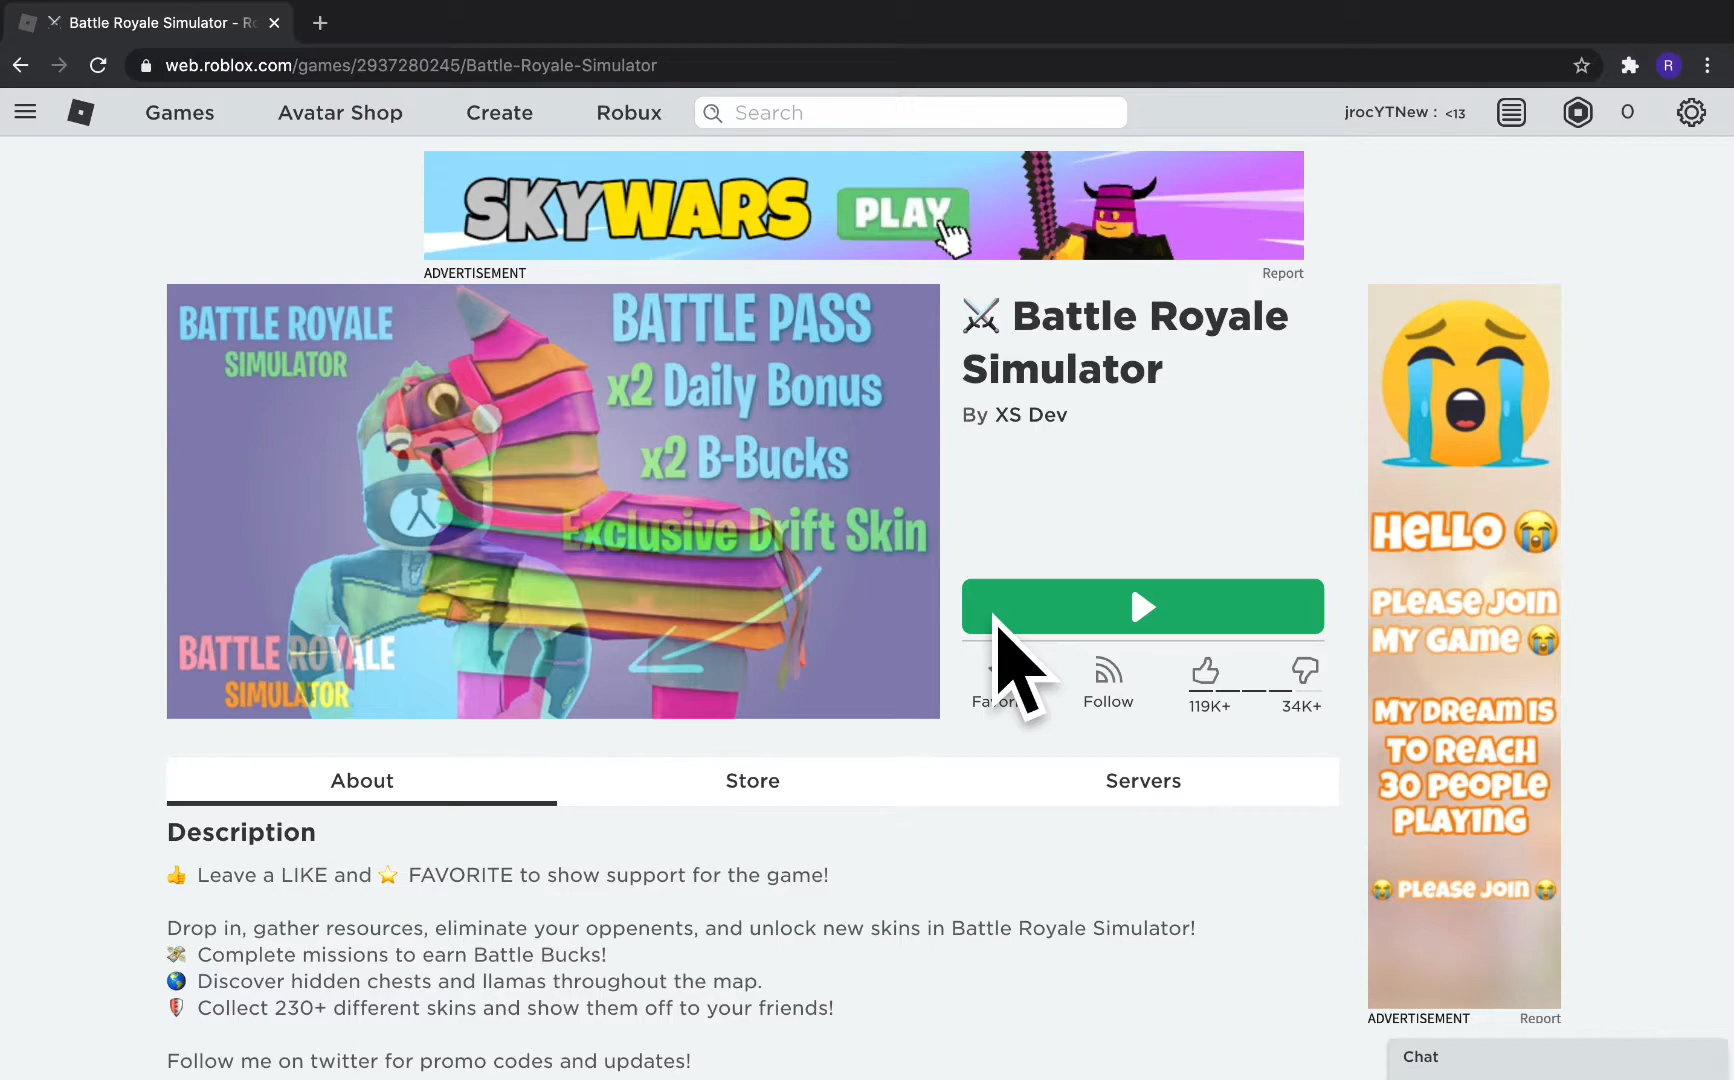 Battle Royale Simulator - Ro
web.roblox.com/games/2937280245/Battle-Royale-Simulator
R
Games
Avatar Shop
Create
Robux
Search
jrocYTNew : <13
0
SKYWARS
PLAY
ADVERTISEMENT
Report
BATTLE ROYALE
SIMULATOR
BATTLE PASS
x2 Daily Bonus
x2 B-Bucks
Exclusive Drift Skin
BATTLE ROYALE
SIMULATOR
⚔️ Battle Royale
Simulator
By XS Dev
Follow
119K+
34K+
HELLO 😭
PLEASE JOIN
MY GAME 😭
MY DREAM IS
TO REACH
30 PEOPLE
PLAYING
😭 PLEASE JOIN 😭
ADVERTISEMENT
Report
About
Store
Servers
Description
👍 Leave a LIKE and ⭐ FAVORITE to show support for the game!
Drop in, gather resources, eliminate your oppenents, and unlock new skins in Battle Royale Simulator!
💸 Complete missions to earn Battle Bucks!
🌎 Discover hidden chests and llamas throughout the map.
Collect 230+ different skins and show them off to your friends!
Follow me on twitter for promo codes and updates!
Chat